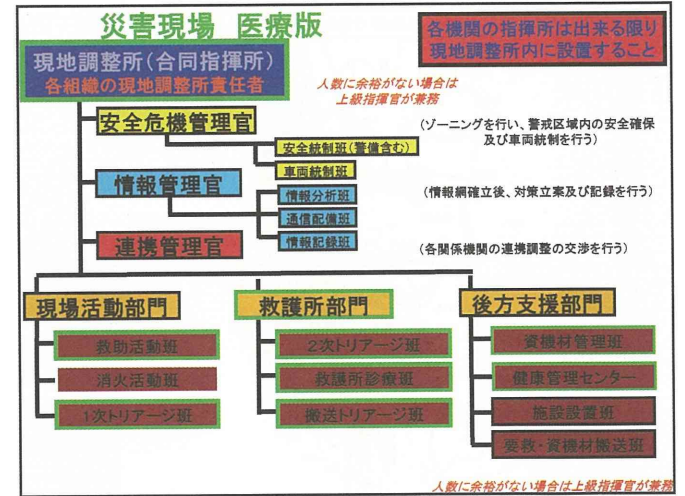 災害現場 医療版
各機関の指揮所は出来る限り
現地調整所内に設置すること
現地調整所(合同指揮所)
各組織の現地調整所責任者
人数に余裕がない場合は
上級指揮官が兼務
安全危機管理官
(ゾーニングを行い、警戒区域内の安全確保
及び車両統制を行う)
安全統制班(警備含む)
車両統制班
情報管理官
情報分析班
(情報網確立後、対策立案及び記録を行う)
通信配備班
情報記録班
連携管理官
(各関係機関の連携調整の交渉を行う)
現場活動部門
救護所部門
後方支援部門
救助活動班
2次トリアージ班
資機材管理班
消火活動班
救護所診療班
健康管理センター
1次トリアージ班
搬送トリアージ班
施設設置班
要救・資機材搬送班
人数に余裕がない場合は上級指揮官が兼務